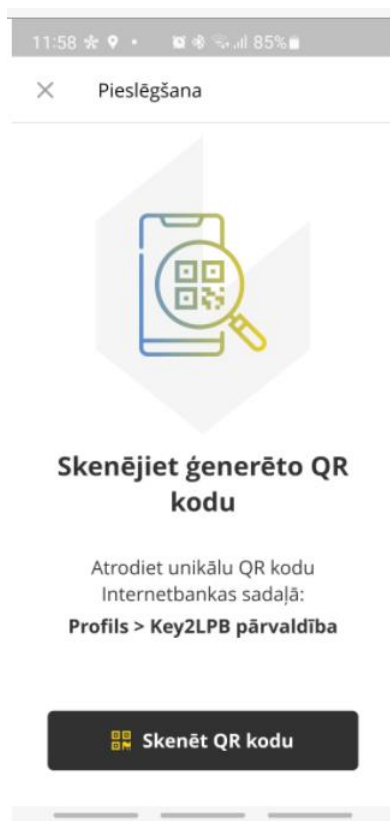 11:58 85%
Pieslēgšana
Skenējiet ģenerēto QR
kodu
Atrodiet unikālu QR kodu
Internetbankas sadaļā:
Profils > Key2LPB pārvaldība
Skenēt QR kodu